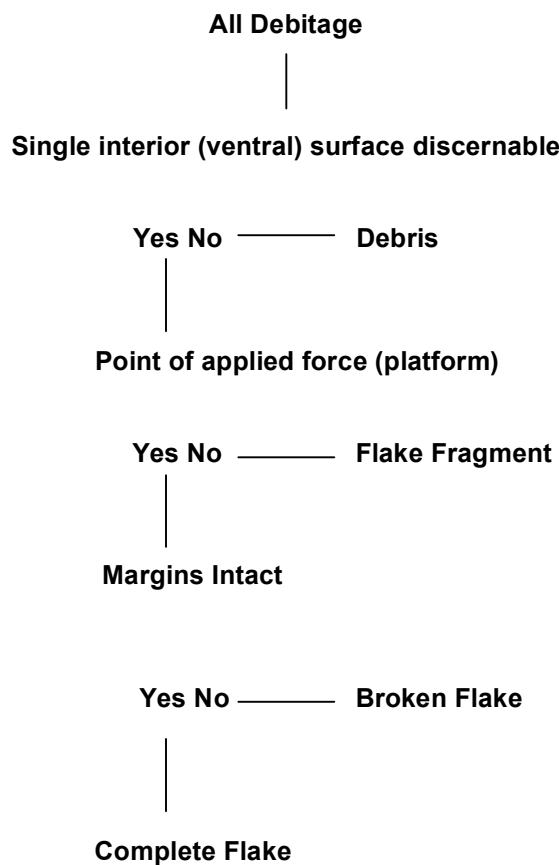 All Debitage
Single interior (ventral) surface discernable
Yes No Debris
Point of applied force (platform)
Yes No Flake Fragment
Margins Intact
Yes No Broken Flake
Complete Flake